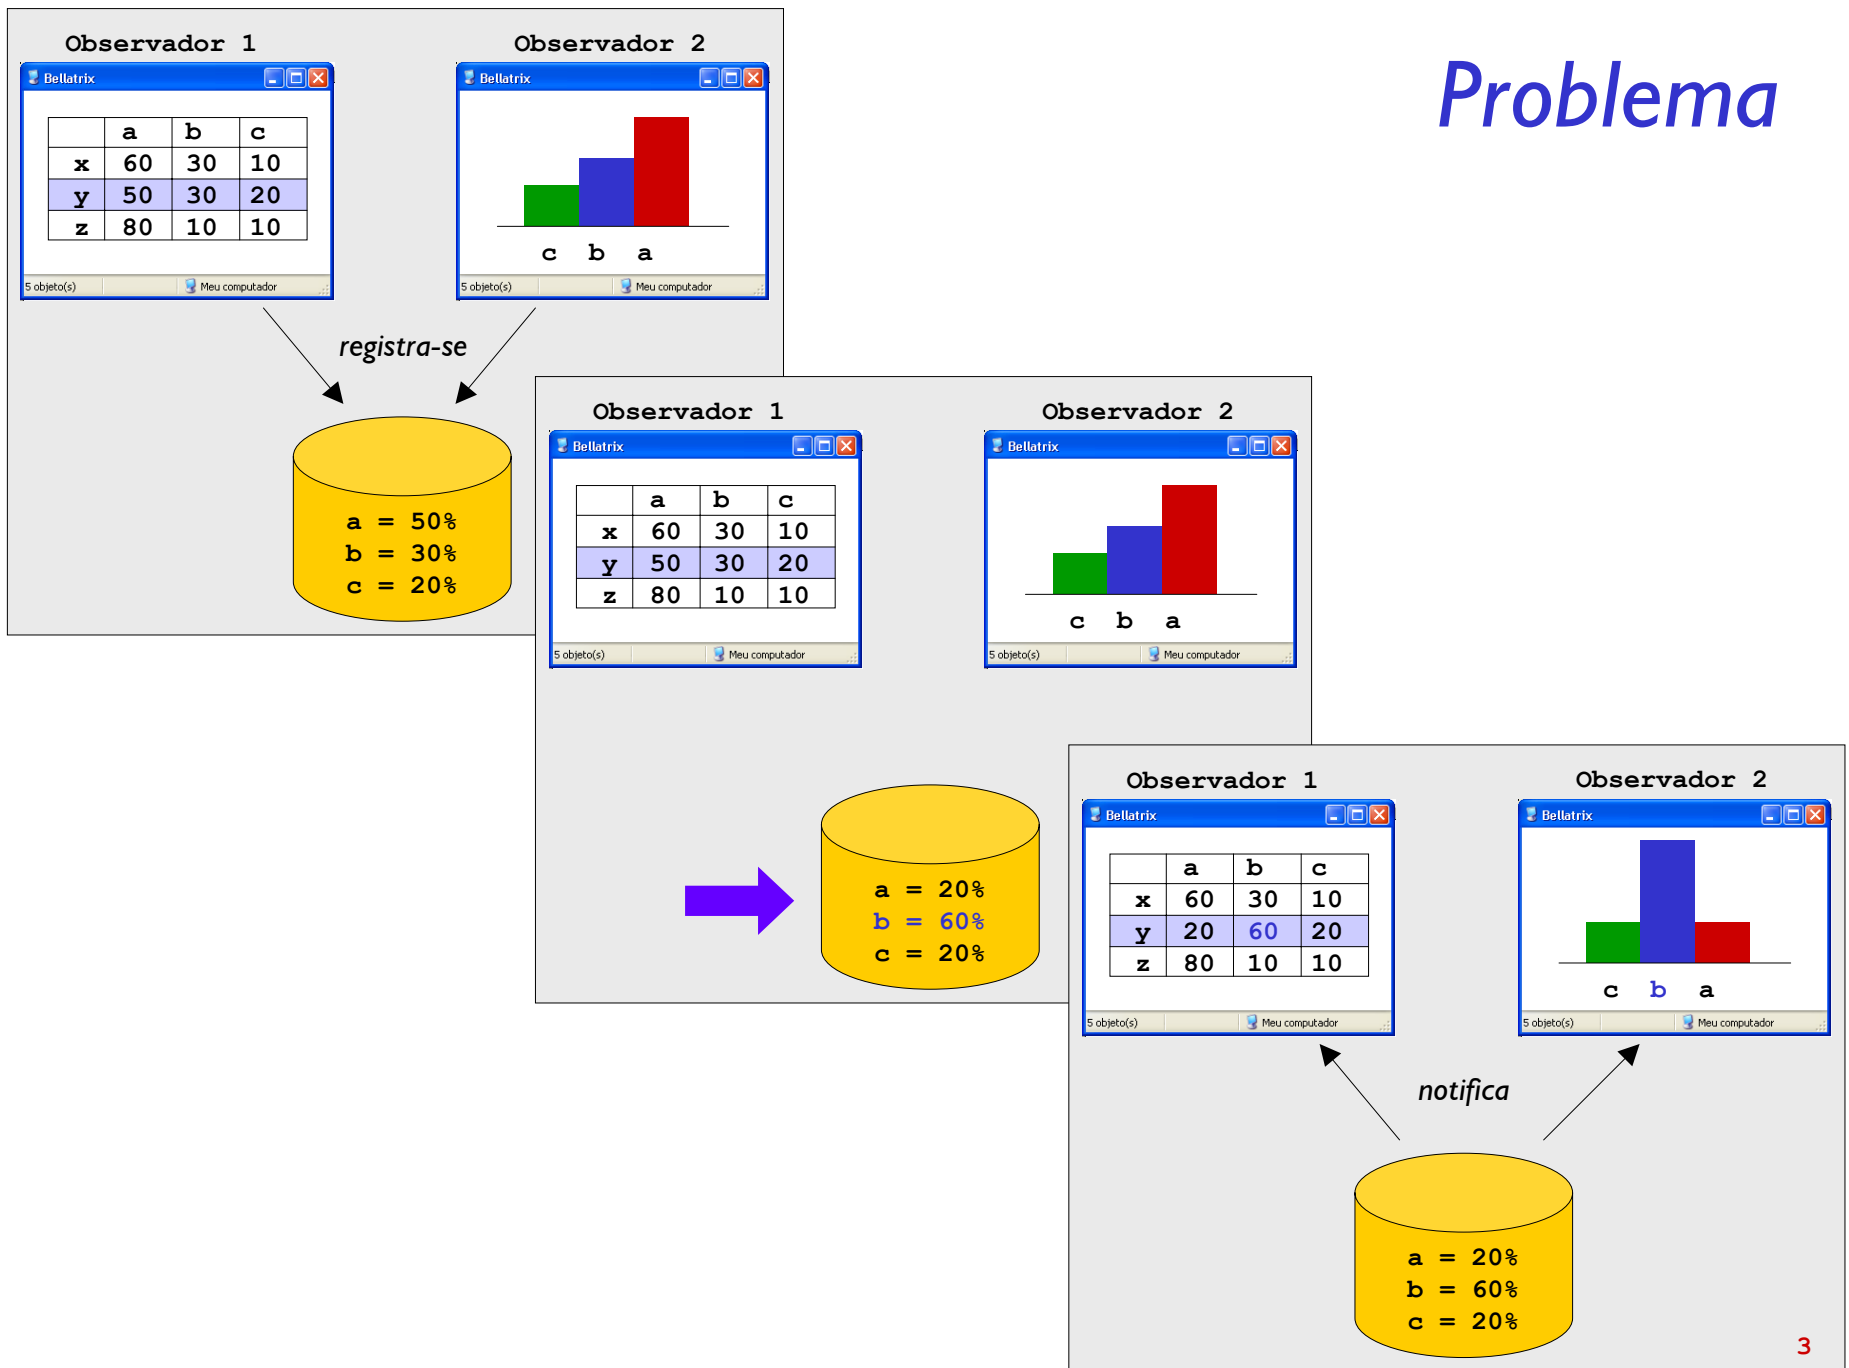 Problema
Observador 1
Observador 2
Bellatrix
Bellatrix
a b c
x 60 30 10
y 50 30 20
z 80 10 10
c b a
5 objeto(s) Meu computador
5 objeto(s) Meu computador
registra-se
a = 50%
b = 30%
c = 20%
Observador 1
Observador 2
Bellatrix
Bellatrix
a b c
x 60 30 10
y 50 30 20
z 80 10 10
c b a
5 objeto(s) Meu computador
5 objeto(s) Meu computador
a = 20%
b = 60%
c = 20%
Observador 1
Observador 2
Bellatrix
Bellatrix
a b c
x 60 30 10
y 20 60 20
z 80 10 10
c b a
5 objeto(s) Meu computador
5 objeto(s) Meu computador
notifica
a = 20%
b = 60%
c = 20%
3